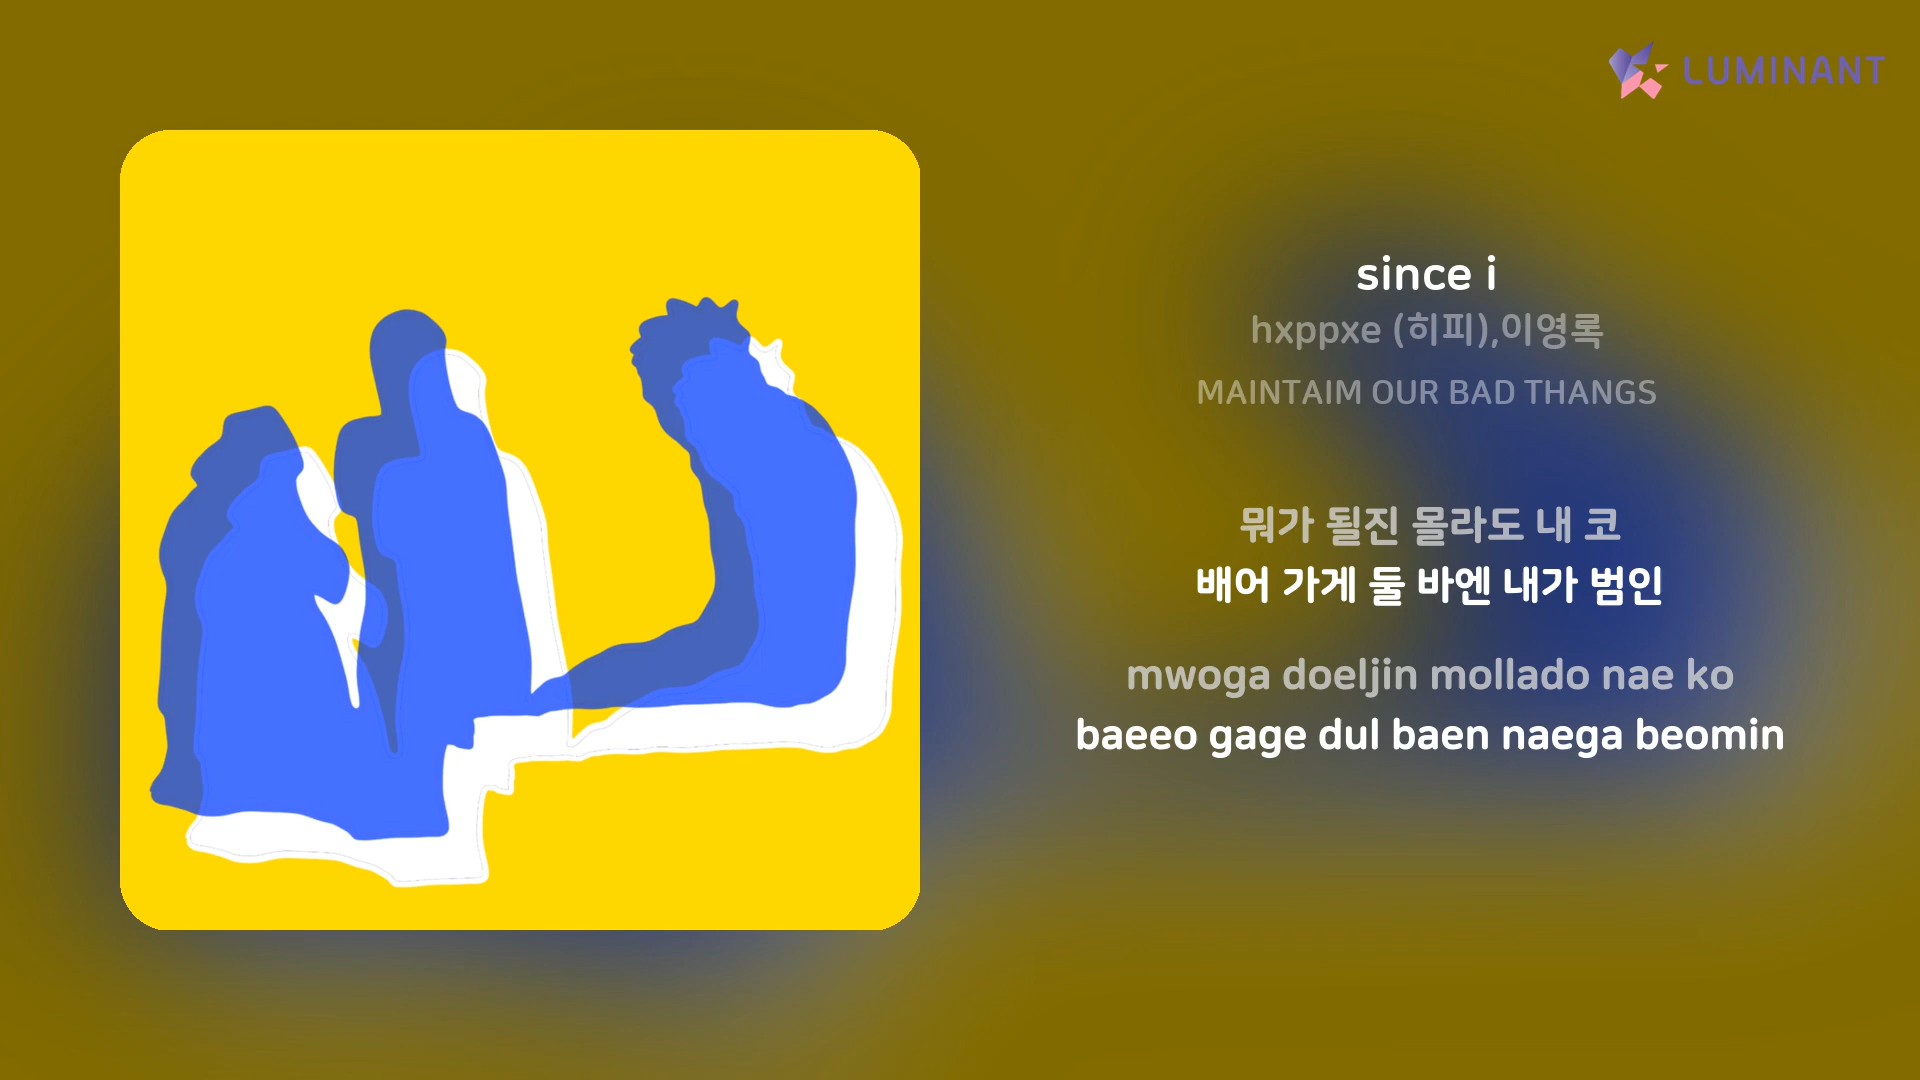 LUMINANT
since i
hxppxe (히피),이영록
MAINTAIM OUR BAD THANGS
뭐가 될진 몰라도 내 코
배어 가게 둘 바엔 내가 범인
mwoga doeljin mollado nae ko
baeeo gage dul baen naega beomin